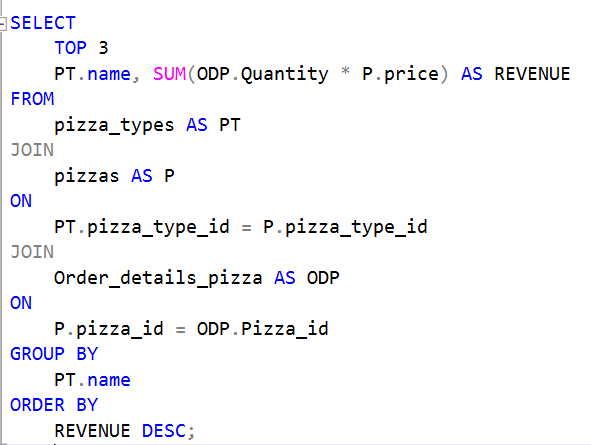 SELECT
TOP 3
PT.name, SUM(ODP.Quantity * P.price) AS REVENUE
FROM
pizza_types AS PT
JOIN
pizzas AS P
ON
PT.pizza_type_id = P.pizza_type_id
JOIN
Order_details_pizza AS ODP
ON
P.pizza_id = ODP.Pizza_id
GROUP BY
PT.name
ORDER BY
REVENUE DESC;